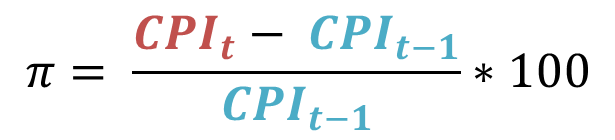 π = (CPIₜ − CPIₜ₋₁) / CPIₜ₋₁ * 100